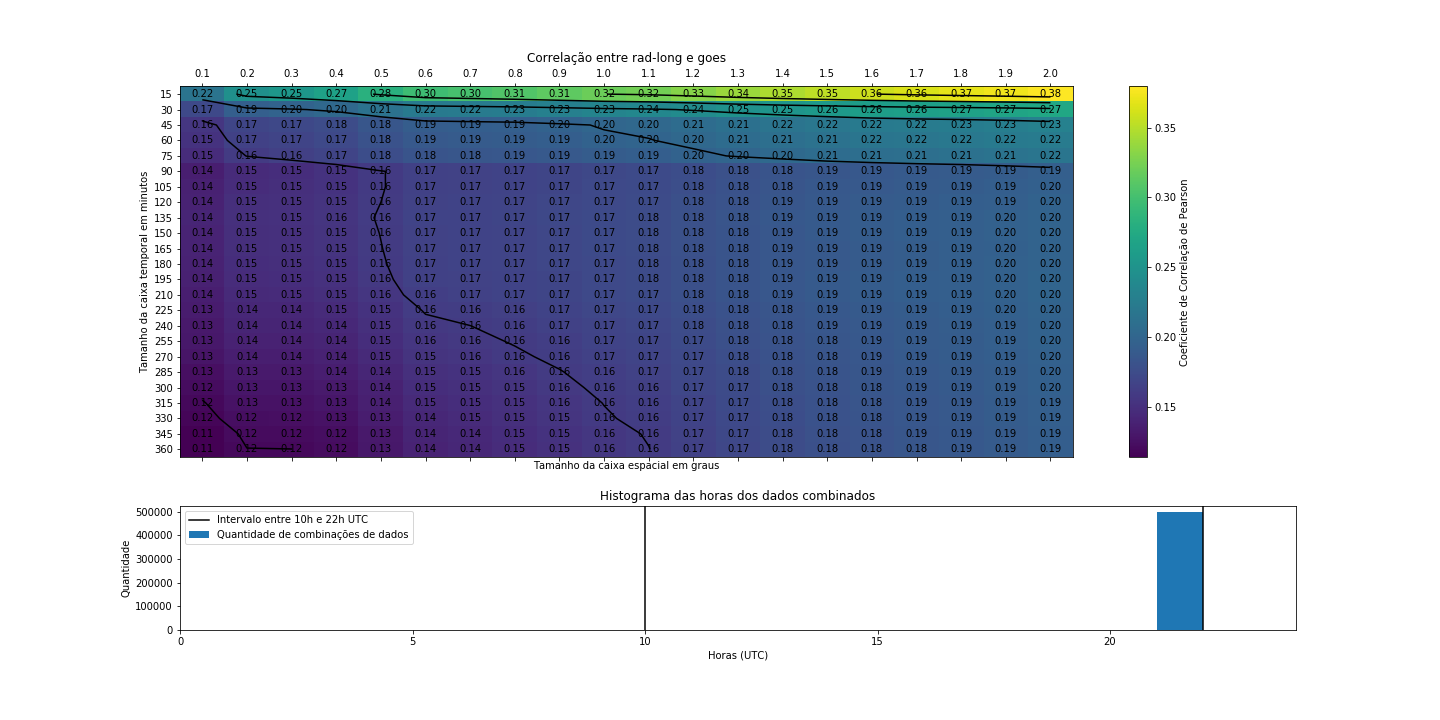 Correlação entre rad-long e goes
0.1 0.2 0.3 0.4 0.5 0.6 0.7 0.8 0.9 1.0 1.1 1.2 1.3 1.4 1.5 1.6 1.7 1.8 1.9 2.0
15 0.22 0.25 0.25 0.27 0.28 0.30 0.30 0.31 0.31 0.32 0.32 0.33 0.34 0.35 0.35 0.36 0.36 0.37 0.37 0.38
30 0.17 0.19 0.20 0.20 0.21 0.22 0.22 0.23 0.23 0.23 0.24 0.24 0.25 0.25 0.26 0.26 0.26 0.27 0.27 0.27
45 0.16 0.17 0.17 0.18 0.18 0.19 0.19 0.19 0.20 0.20 0.20 0.21 0.21 0.22 0.22 0.22 0.22 0.23 0.23 0.23
60 0.15 0.17 0.17 0.17 0.18 0.19 0.19 0.19 0.19 0.20 0.20 0.20 0.21 0.21 0.21 0.22 0.22 0.22 0.22 0.22
75 0.15 0.16 0.16 0.17 0.18 0.18 0.18 0.19 0.19 0.19 0.19 0.20 0.20 0.20 0.21 0.21 0.21 0.21 0.21 0.22
90 0.14 0.15 0.15 0.15 0.16 0.17 0.17 0.17 0.17 0.17 0.17 0.18 0.18 0.18 0.19 0.19 0.19 0.19 0.19 0.19
105 0.14 0.15 0.15 0.15 0.16 0.17 0.17 0.17 0.17 0.17 0.17 0.18 0.18 0.18 0.19 0.19 0.19 0.19 0.19 0.20
120 0.14 0.15 0.15 0.15 0.16 0.17 0.17 0.17 0.17 0.17 0.17 0.18 0.18 0.18 0.19 0.19 0.19 0.19 0.19 0.20
135 0.14 0.15 0.15 0.16 0.16 0.17 0.17 0.17 0.17 0.17 0.18 0.18 0.18 0.19 0.19 0.19 0.19 0.19 0.20 0.20
150 0.14 0.15 0.15 0.15 0.16 0.17 0.17 0.17 0.17 0.17 0.18 0.18 0.18 0.19 0.19 0.19 0.19 0.19 0.20 0.20
165 0.14 0.15 0.15 0.15 0.16 0.17 0.17 0.17 0.17 0.17 0.18 0.18 0.18 0.19 0.19 0.19 0.19 0.19 0.20 0.20
180 0.14 0.15 0.15 0.15 0.16 0.17 0.17 0.17 0.17 0.17 0.18 0.18 0.18 0.19 0.19 0.19 0.19 0.19 0.20 0.20
195 0.14 0.15 0.15 0.15 0.16 0.17 0.17 0.17 0.17 0.17 0.18 0.18 0.18 0.19 0.19 0.19 0.19 0.19 0.20 0.20
210 0.14 0.15 0.15 0.15 0.16 0.16 0.17 0.17 0.17 0.17 0.17 0.18 0.18 0.19 0.19 0.19 0.19 0.19 0.20 0.20
225 0.13 0.14 0.14 0.15 0.15 0.16 0.16 0.16 0.17 0.17 0.17 0.18 0.18 0.18 0.19 0.19 0.19 0.19 0.20 0.20
240 0.13 0.14 0.14 0.14 0.15 0.16 0.16 0.16 0.17 0.17 0.17 0.18 0.18 0.18 0.19 0.19 0.19 0.19 0.19 0.20
255 0.13 0.14 0.14 0.14 0.15 0.16 0.16 0.16 0.16 0.17 0.17 0.17 0.18 0.18 0.18 0.19 0.19 0.19 0.19 0.20
270 0.13 0.14 0.14 0.14 0.15 0.15 0.16 0.16 0.16 0.17 0.17 0.17 0.18 0.18 0.18 0.19 0.19 0.19 0.19 0.20
285 0.13 0.13 0.13 0.14 0.14 0.15 0.15 0.16 0.16 0.16 0.17 0.17 0.18 0.18 0.18 0.18 0.19 0.19 0.19 0.20
300 0.12 0.13 0.13 0.13 0.14 0.15 0.15 0.16 0.16 0.16 0.16 0.17 0.17 0.18 0.18 0.18 0.19 0.19 0.19 0.20
315 0.12 0.13 0.13 0.13 0.14 0.15 0.15 0.15 0.16 0.16 0.16 0.17 0.17 0.18 0.18 0.18 0.19 0.19 0.19 0.19
330 0.12 0.12 0.12 0.13 0.13 0.14 0.15 0.15 0.15 0.16 0.16 0.17 0.17 0.18 0.18 0.18 0.19 0.19 0.19 0.19
345 0.11 0.12 0.12 0.12 0.13 0.14 0.14 0.15 0.15 0.16 0.16 0.17 0.17 0.18 0.18 0.18 0.19 0.19 0.19 0.19
360 0.11 0.12 0.12 0.12 0.13 0.14 0.14 0.15 0.15 0.16 0.16 0.17 0.17 0.18 0.18 0.18 0.19 0.19 0.19 0.19
Tamanho da caixa temporal em minutos
Tamanho da caixa espacial em graus
0.35
0.30
0.25
0.20
0.15
Coeficiente de Correlação de Pearson
Histograma das horas dos dados combinados
Intervalo entre 10h e 22h UTC
Quantidade de combinações de dados
500000
400000
300000
200000
100000
0
Quantidade
0 5 10 15 20
Horas (UTC)